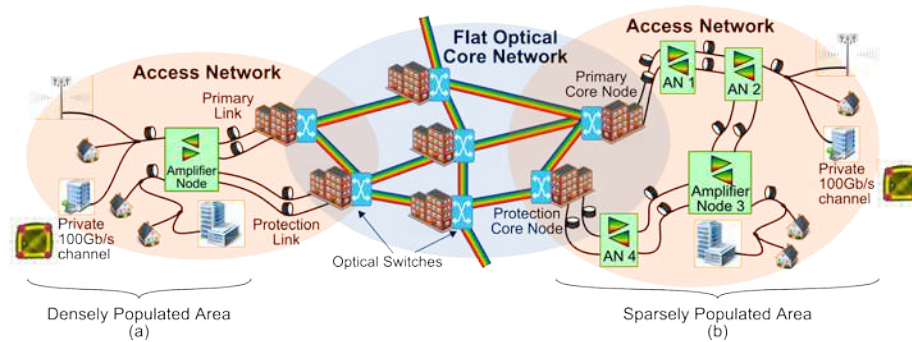 Flat Optical
Core Network
Access Network
Primary
Link
Amplifier
Node
Private
100Gb/s
channel
Protection
Link
Optical Switches
Densely Populated Area
(a)
Access Network
Primary
Core Node
AN 1
AN 2
Private
100Gb/s
channel
Amplifier
Node 3
Protection
Core Node
AN 4
Sparsely Populated Area
(b)